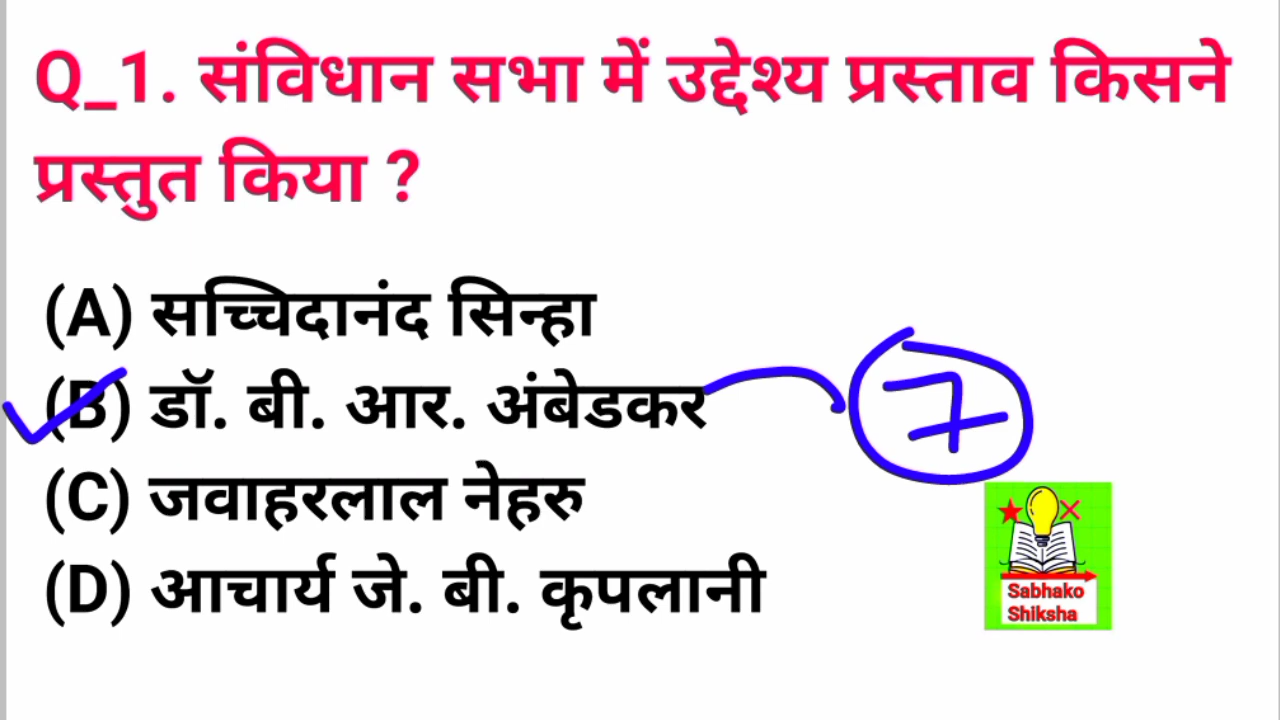 Q_1. संविधान सभा में उद्देश्य प्रस्ताव किसने
प्रस्तुत किया ?
(A) सच्चिदानंद सिन्हा
(B) डॉ. बी. आर. अंबेडकर
7
(C) जवाहरलाल नेहरु
(D) आचार्य जे. बी. कृपलानी
Sabhako
Shiksha